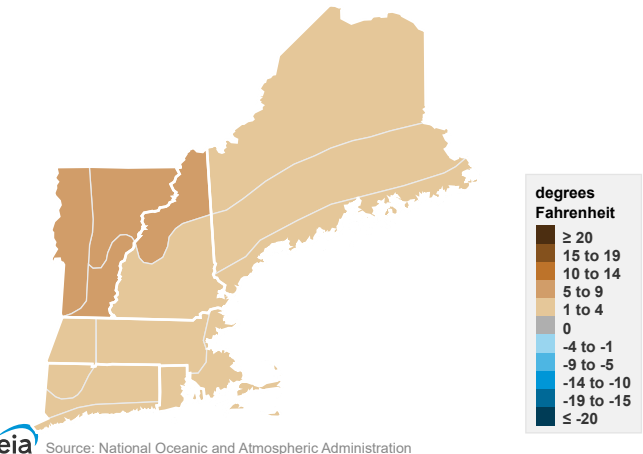 degrees
Fahrenheit
≥ 20
15 to 19
10 to 14
5 to 9
1 to 4
0
-4 to -1
-9 to -5
-14 to -10
-19 to -15
≤ -20
eia Source: National Oceanic and Atmospheric Administration